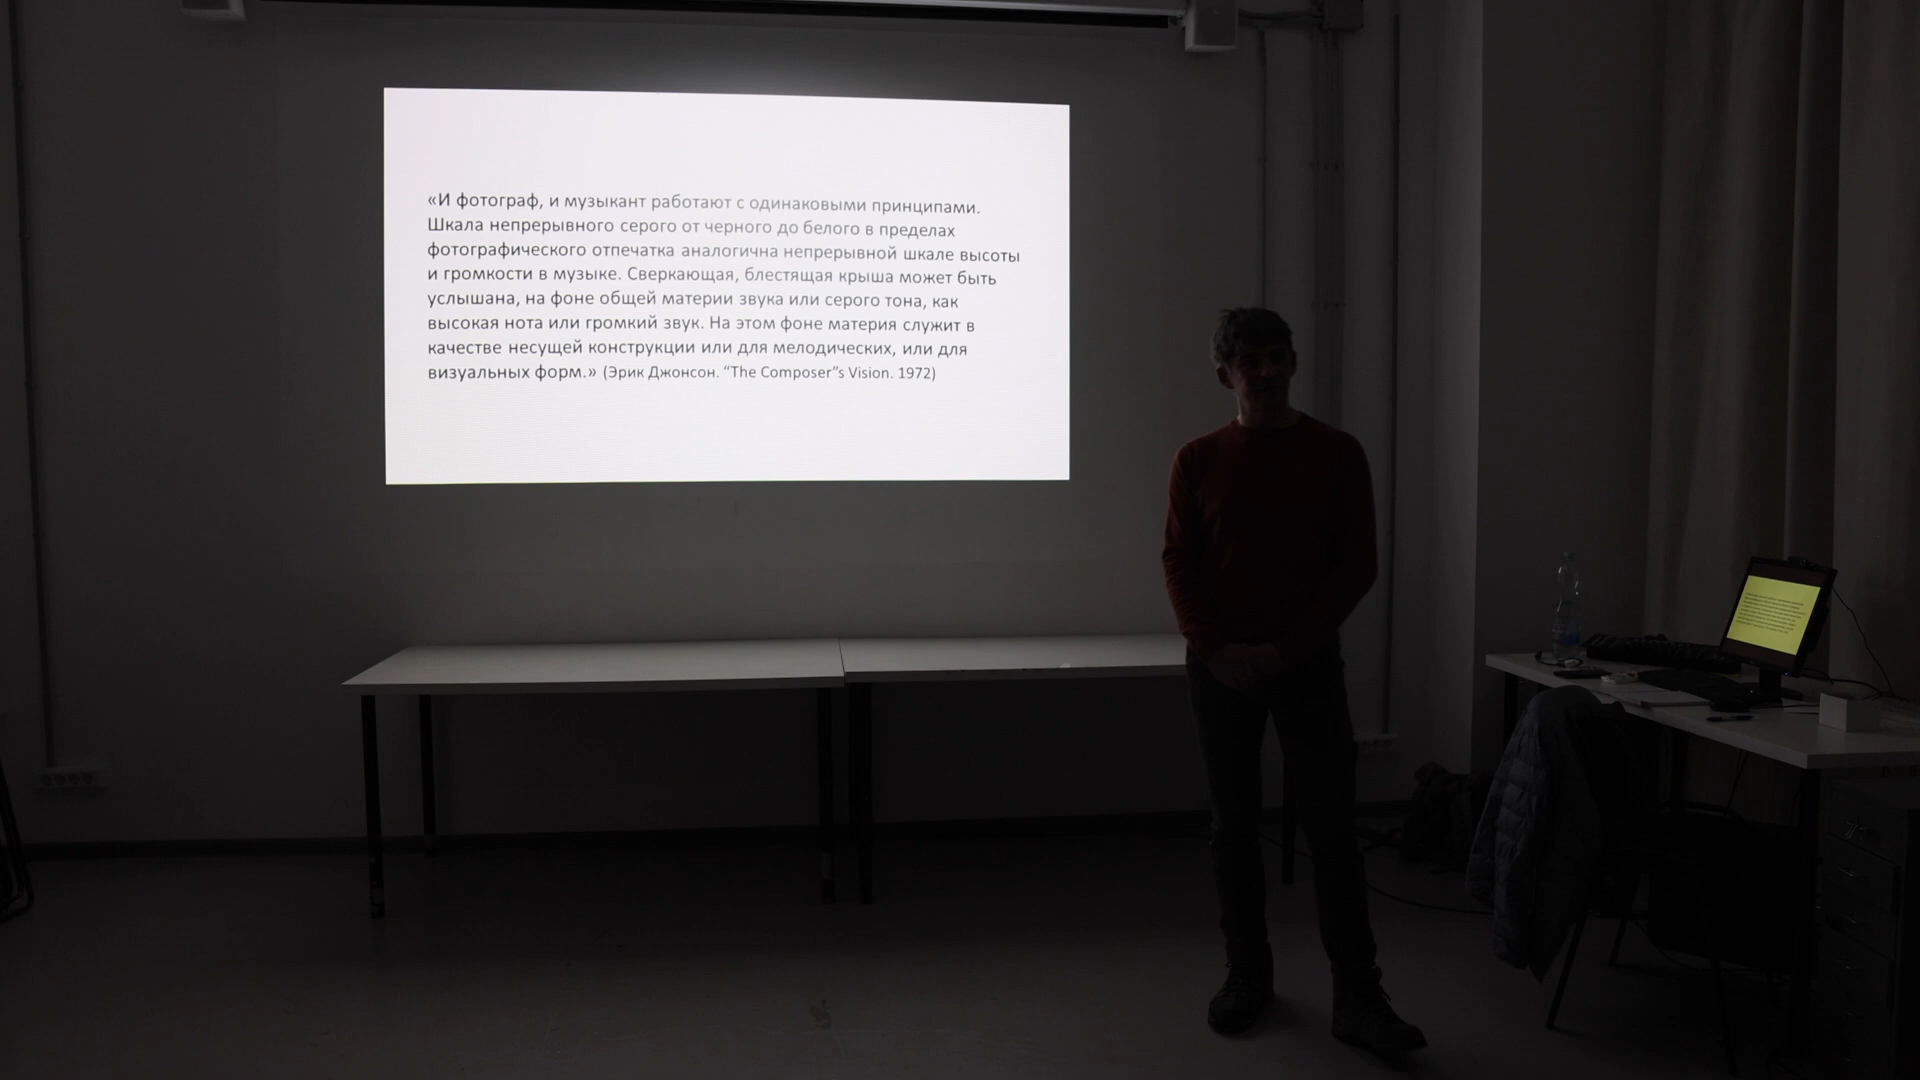 «И фотограф, и музыкант работают с одинаковыми принципами.
Шкала непрерывного серого от черного до белого в пределах
фотографического отпечатка аналогична непрерывной шкале высоты
и громкости в музыке. Сверкающая, блестящая крыша может быть
услышана, на фоне общей материи звука или серого тона, как
высокая нота или громкий звук. На этом фоне материя служит в
качестве несущей конструкции или для мелодических, или для
визуальных форм.» (Эрик Джонсон. “The Composer”s Vision. 1972)